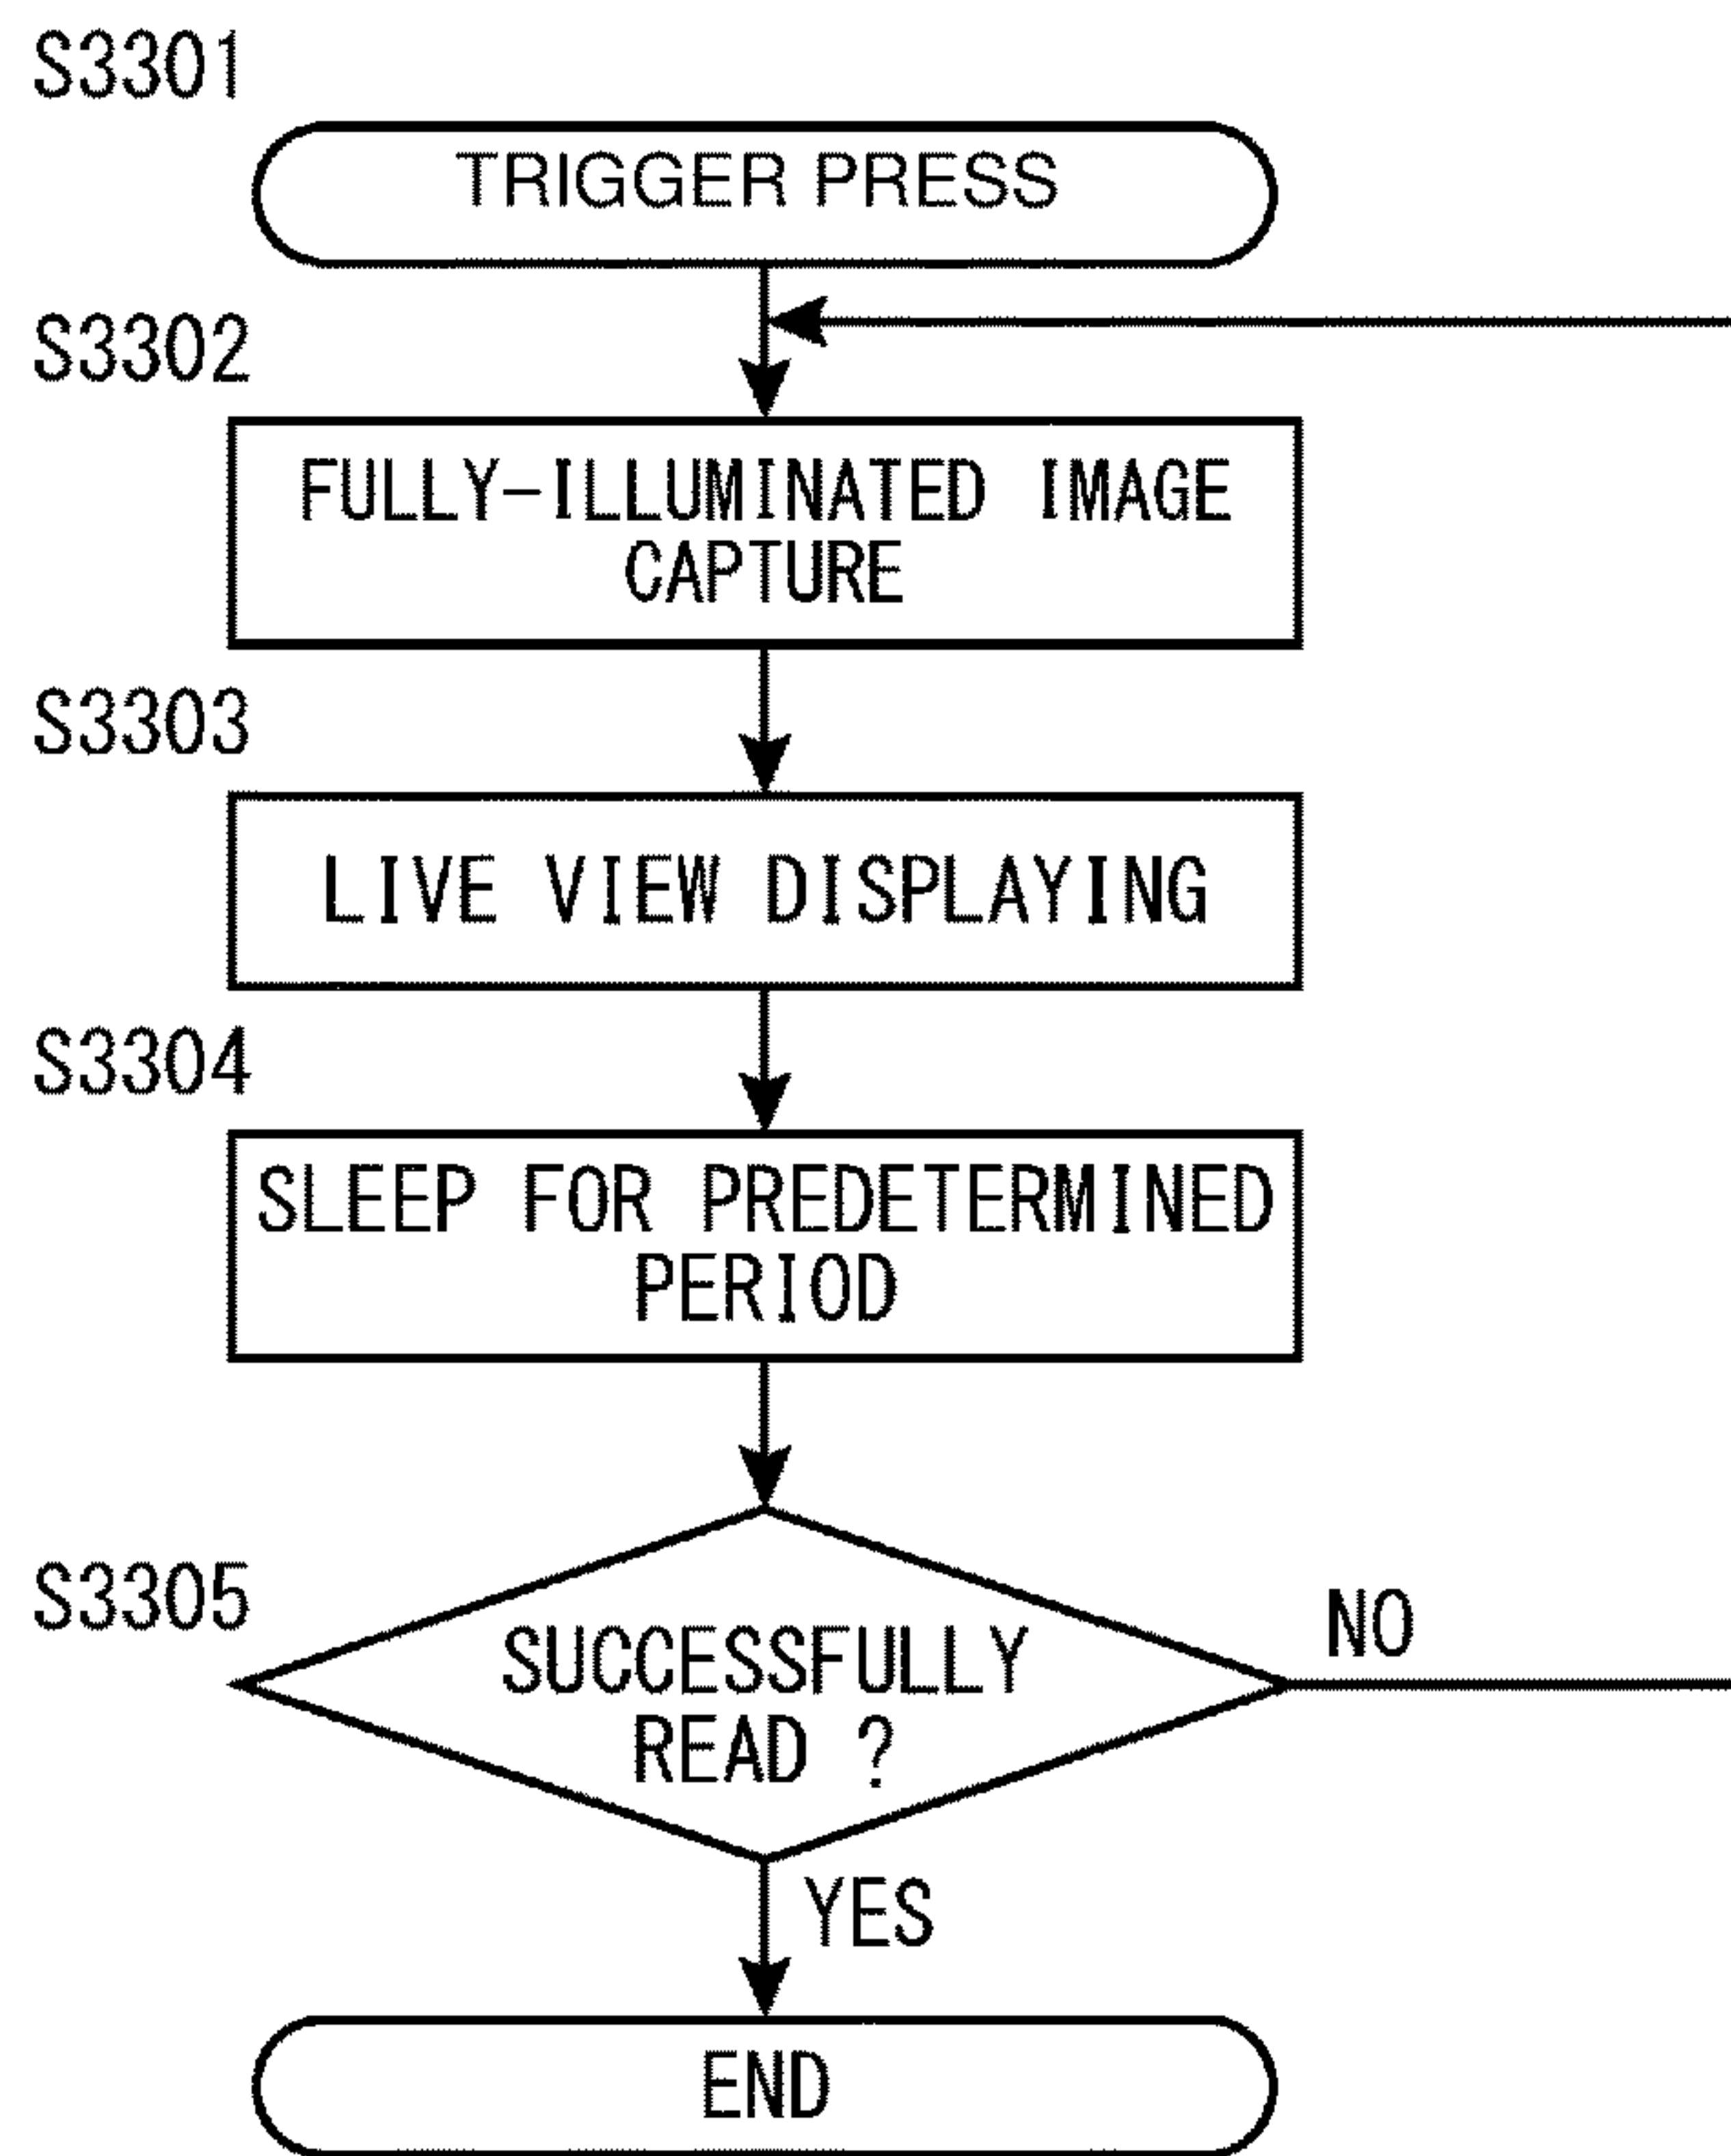 S3301
TRIGGER PRESS
S3302
FULLY-ILLUMINATED IMAGE
CAPTURE
S3303
LIVE VIEW DISPLAYING
S3304
SLEEP FOR PREDETERMINED
PERIOD
S3305
SUCCESSFULLY
READ ?
NO
YES
END